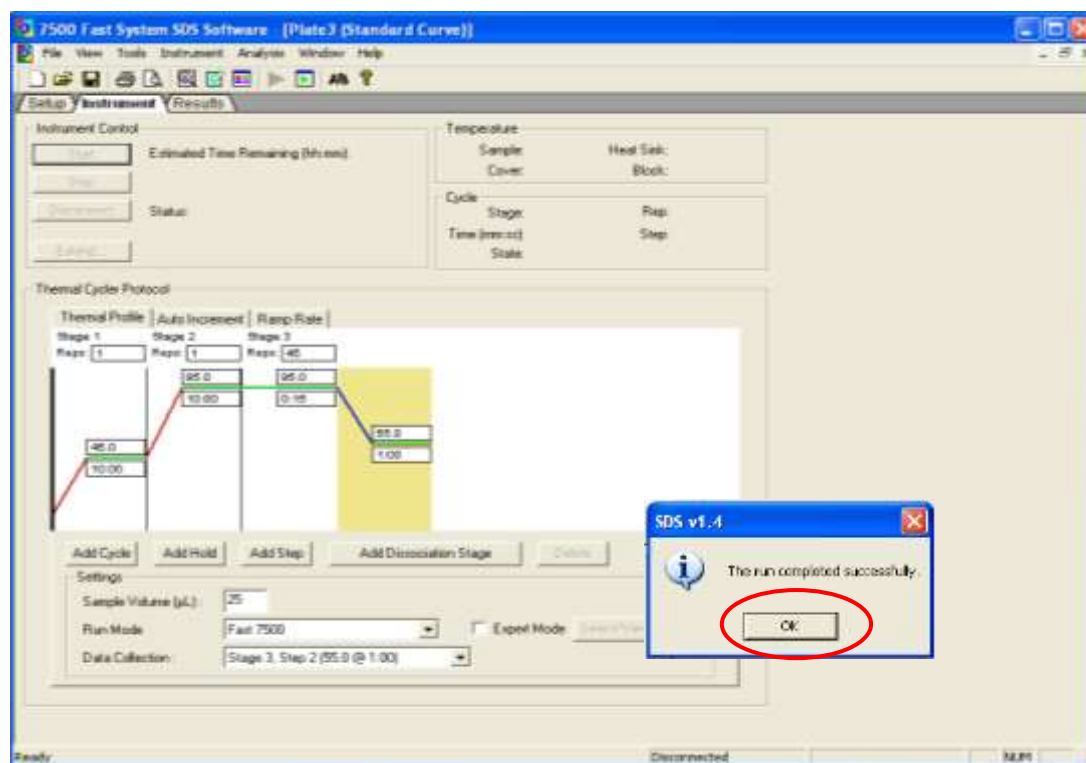 7500 Fast System SDS Software - [Plate3 (Standard Curve)]
File View Tools Instrument Analysis Window Help
Setup Instrument Results
Instrument Control
Start Estimated Time Remaining (hh:mm):
Stop
Disconnect Status:
Extend...
Temperature
Sample: Heat Sink:
Cover: Block:
Cycle
Stage: Rep:
Time (mm:ss): Step:
State:
Thermal Cycler Protocol
Thermal Profile Auto Increment Ramp Rate
Stage 1 Stage 2 Stage 3
Reps: 1 Reps: 1 Reps: 45
95.0 95.0
10:00 0:15
45.0 55.0
10:00 1:00
Add Cycle Add Hold Add Step Add Dissociation Stage Delete
Settings
Sample Volume (µL) : 25
Run Mode Fast 7500 Expert Mode
Data Collection : Stage 3, Step 2 (55.0 @ 1:00)
SDS v1.4
The run completed successfully.
OK
Ready Disconnected NUM